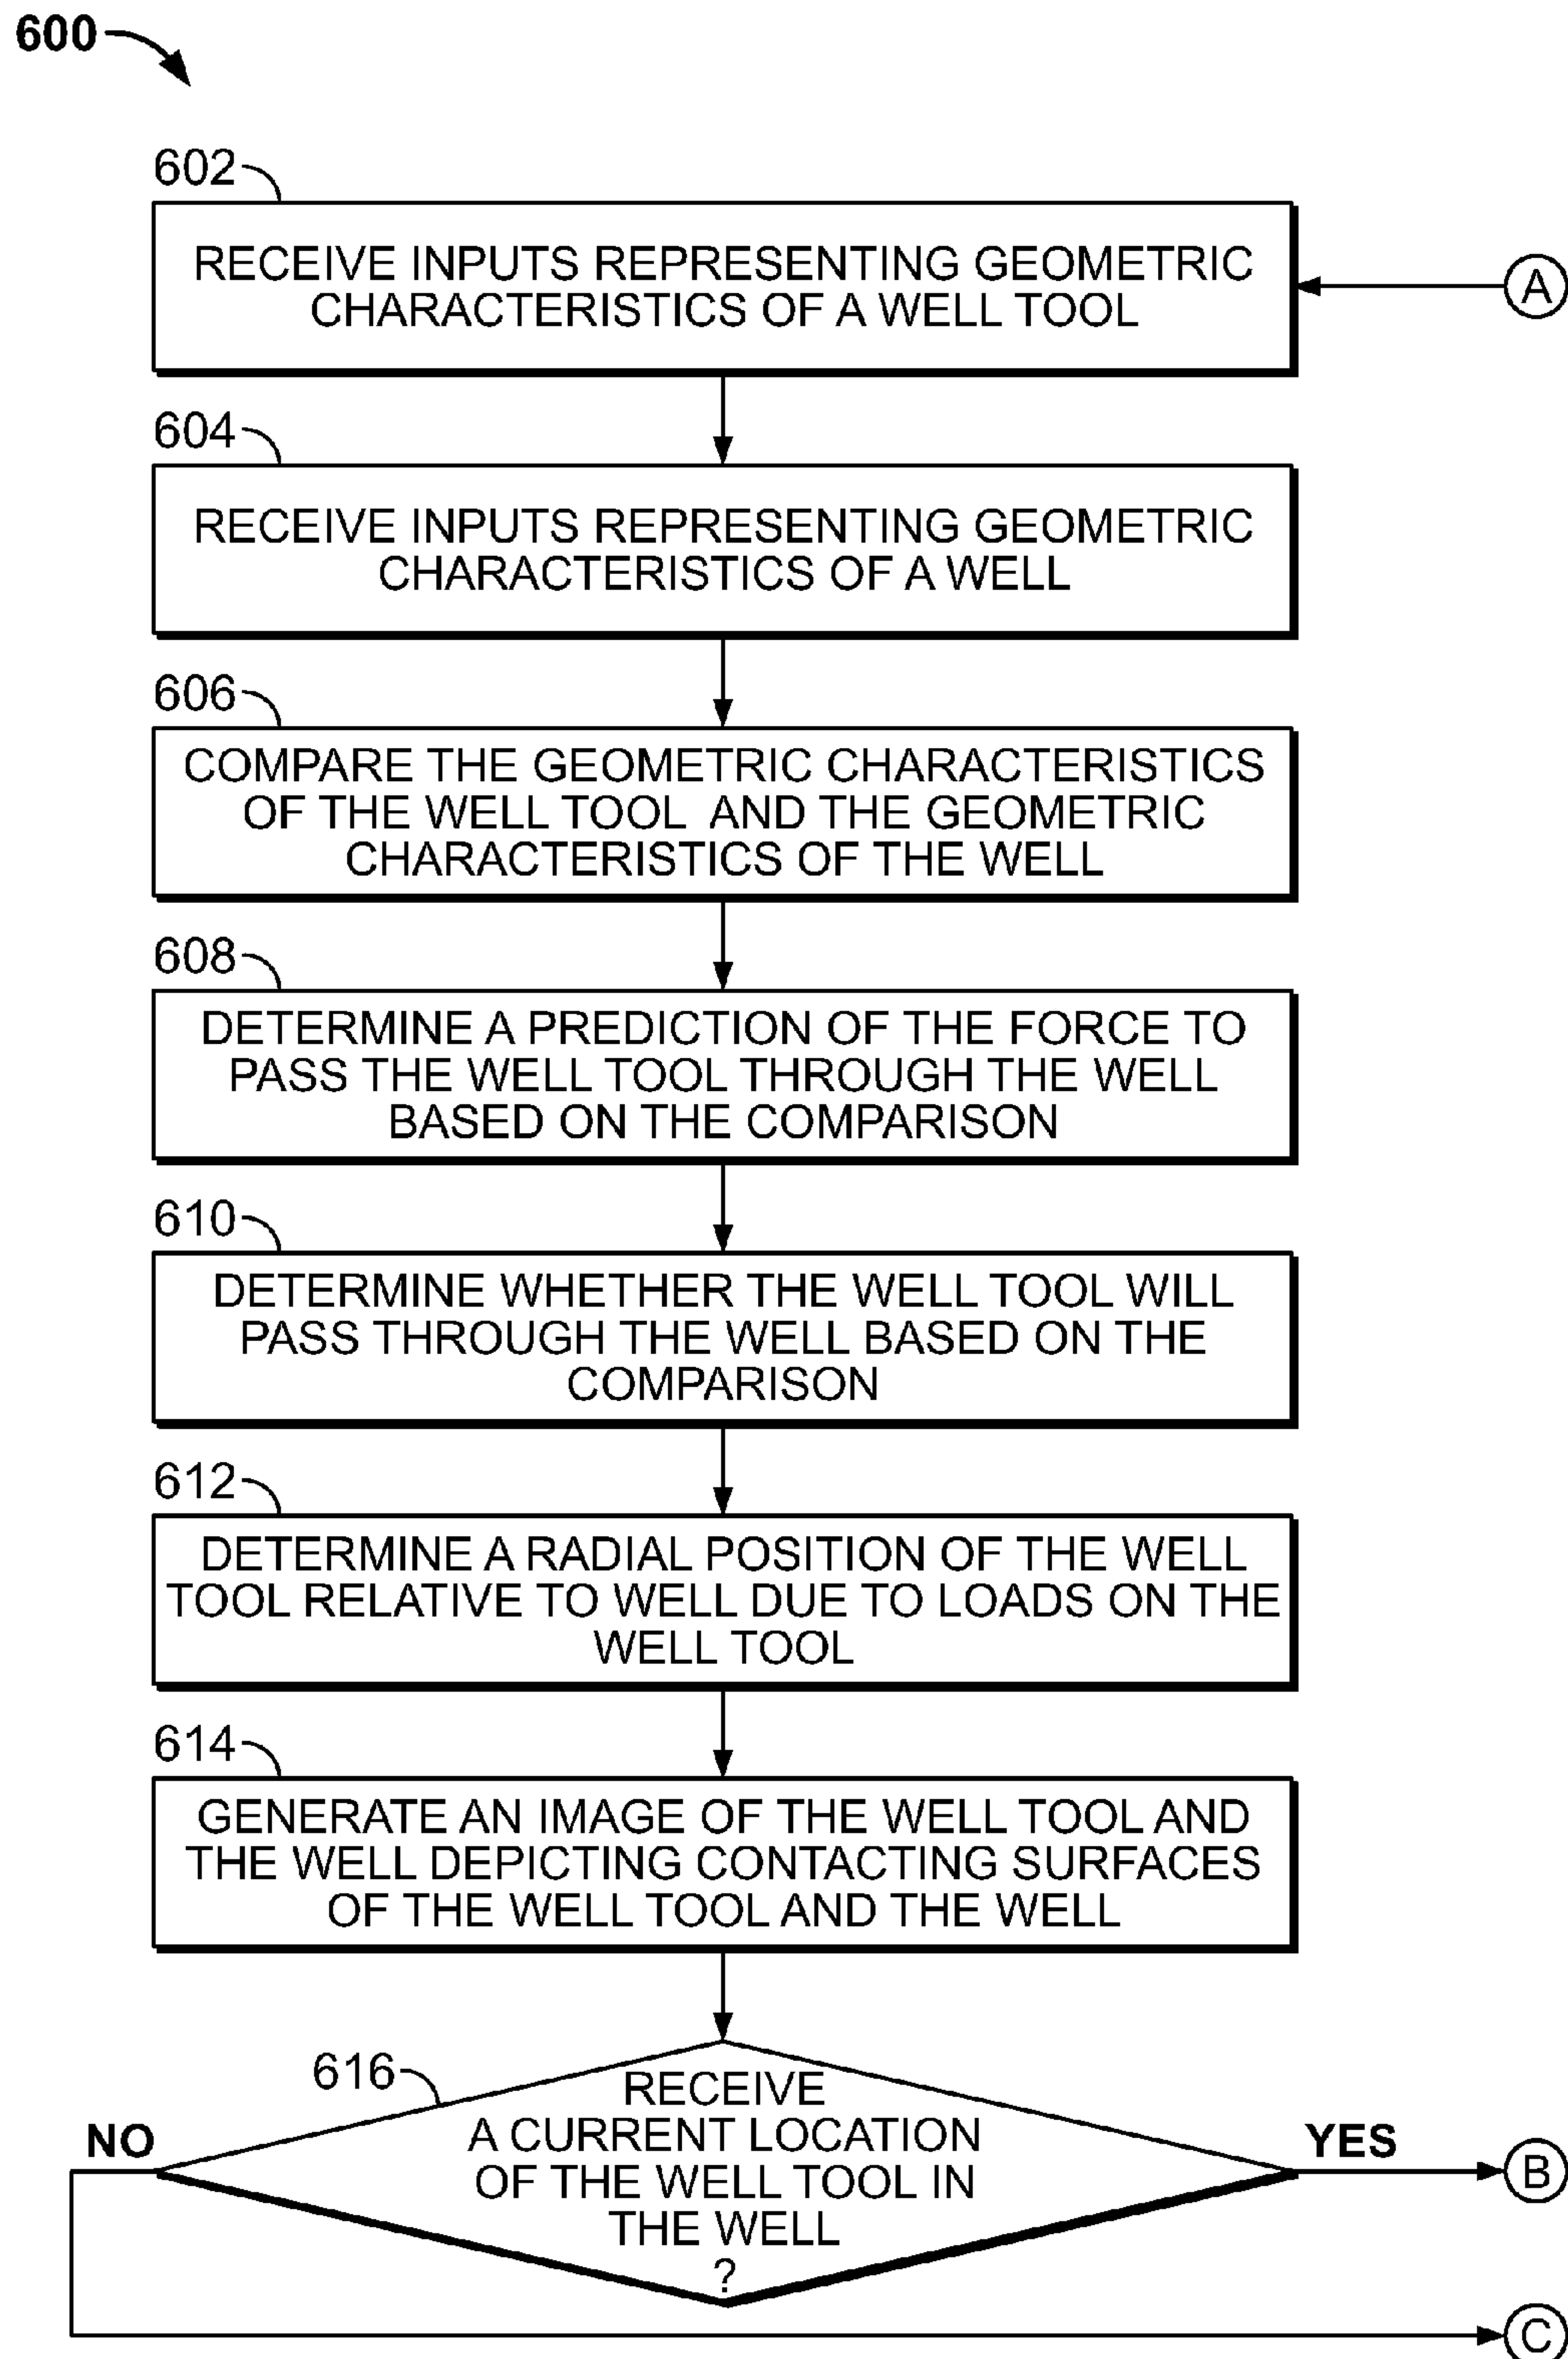 600
602
RECEIVE INPUTS REPRESENTING GEOMETRIC
CHARACTERISTICS OF A WELL TOOL
A
604
RECEIVE INPUTS REPRESENTING GEOMETRIC
CHARACTERISTICS OF A WELL
606
COMPARE THE GEOMETRIC CHARACTERISTICS
OF THE WELL TOOL AND THE GEOMETRIC
CHARACTERISTICS OF THE WELL
608
DETERMINE A PREDICTION OF THE FORCE TO
PASS THE WELL TOOL THROUGH THE WELL
BASED ON THE COMPARISON
610
DETERMINE WHETHER THE WELL TOOL WILL
PASS THROUGH THE WELL BASED ON THE
COMPARISON
612
DETERMINE A RADIAL POSITION OF THE WELL
TOOL RELATIVE TO WELL DUE TO LOADS ON THE
WELL TOOL
614
GENERATE AN IMAGE OF THE WELL TOOL AND
THE WELL DEPICTING CONTACTING SURFACES
OF THE WELL TOOL AND THE WELL
616
RECEIVE
A CURRENT LOCATION
OF THE WELL TOOL IN
THE WELL
?
NO
YES
B
C